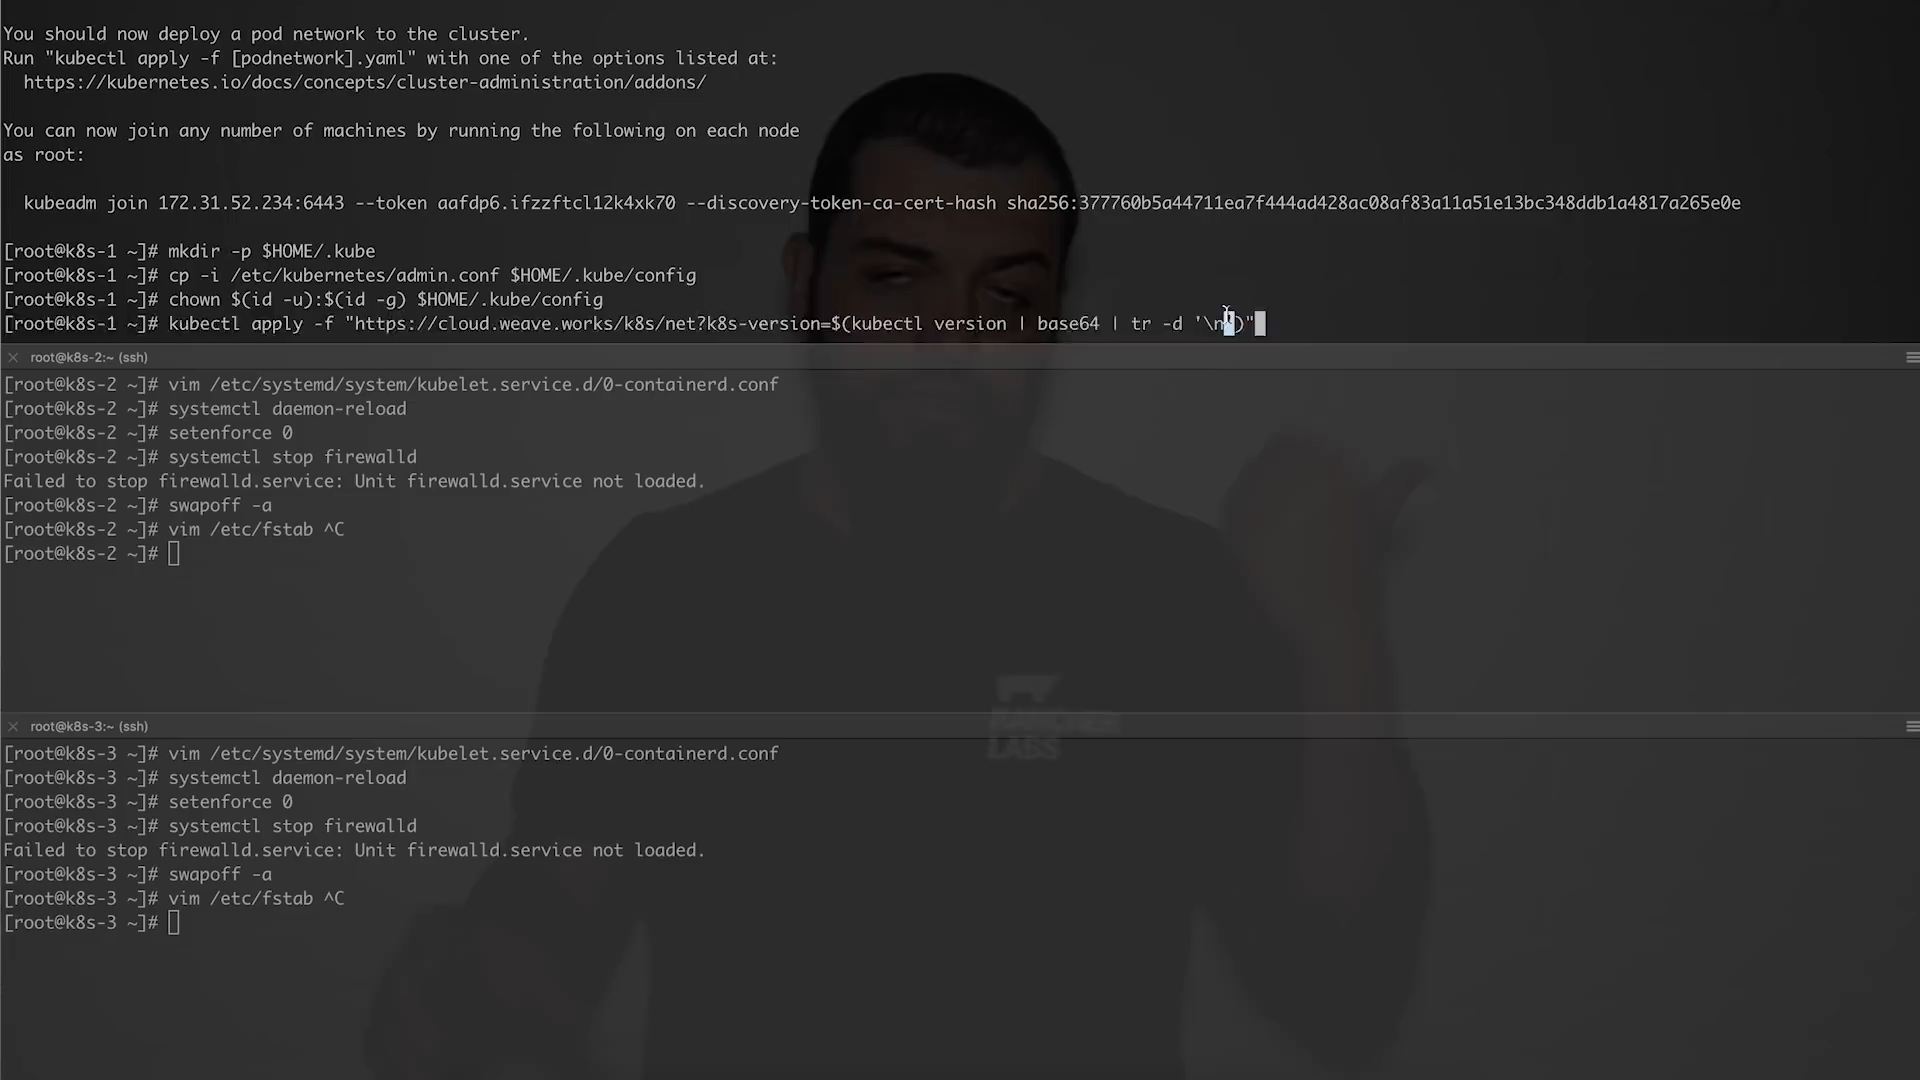 You should now deploy a pod network to the cluster.
Run "kubectl apply -f [podnetwork].yaml" with one of the options listed at:
https://kubernetes.io/docs/concepts/cluster-administration/addons/
You can now join any number of machines by running the following on each node
as root:
kubeadm join 172.31.52.234:6443 --token aafdp6.ifzzftcl12k4xk70 --discovery-token-ca-cert-hash sha256:377760b5a44711ea7f444ad428ac08af83a11a51e13bc348ddb1a4817a265e0e
[root@k8s-1 ~]# mkdir -p $HOME/.kube
[root@k8s-1 ~]# cp -i /etc/kubernetes/admin.conf $HOME/.kube/config
[root@k8s-1 ~]# chown $(id -u):$(id -g) $HOME/.kube/config
[root@k8s-1 ~]# kubectl apply -f "https://cloud.weave.works/k8s/net?k8s-version=$(kubectl version | base64 | tr -d '\n')"
root@k8s-2:~ (ssh)
[root@k8s-2 ~]# vim /etc/systemd/system/kubelet.service.d/0-containerd.conf
[root@k8s-2 ~]# systemctl daemon-reload
[root@k8s-2 ~]# setenforce 0
[root@k8s-2 ~]# systemctl stop firewalld
Failed to stop firewalld.service: Unit firewalld.service not loaded.
[root@k8s-2 ~]# swapoff -a
[root@k8s-2 ~]# vim /etc/fstab ^C
[root@k8s-2 ~]#
RANCHER
LABS
root@k8s-3:~ (ssh)
[root@k8s-3 ~]# vim /etc/systemd/system/kubelet.service.d/0-containerd.conf
[root@k8s-3 ~]# systemctl daemon-reload
[root@k8s-3 ~]# setenforce 0
[root@k8s-3 ~]# systemctl stop firewalld
Failed to stop firewalld.service: Unit firewalld.service not loaded.
[root@k8s-3 ~]# swapoff -a
[root@k8s-3 ~]# vim /etc/fstab ^C
[root@k8s-3 ~]#